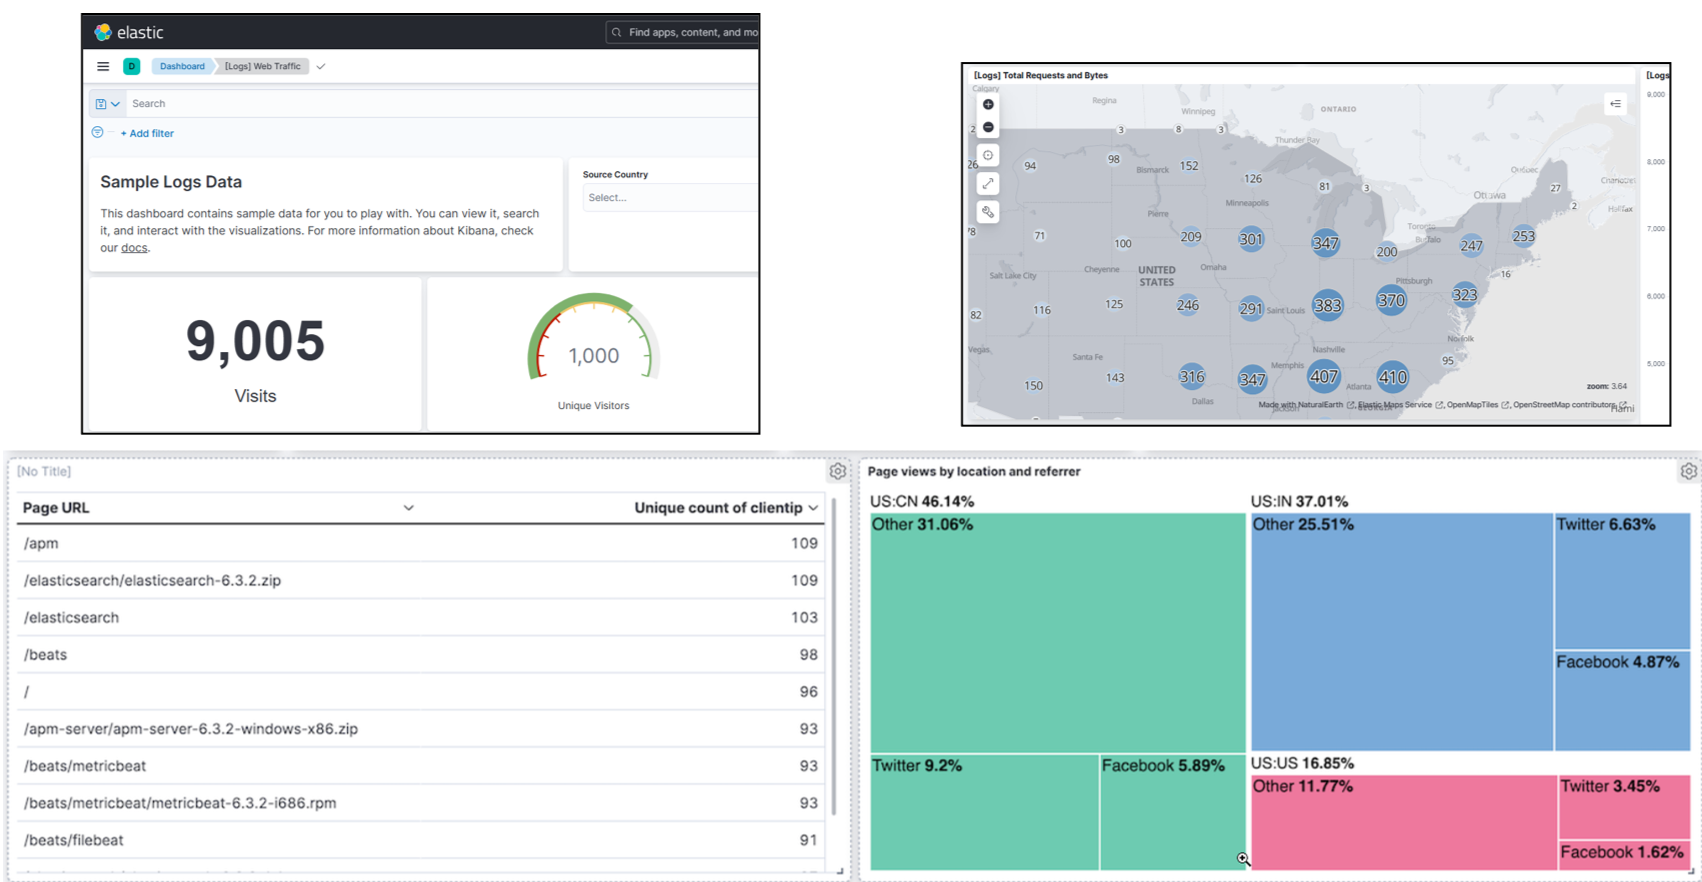 elastic
Find apps, content, and mo
D
Dashboard
[Logs] Web Traffic
Search
+ Add filter
Sample Logs Data
This dashboard contains sample data for you to play with. You can view it, search
it, and interact with the visualizations. For more information about Kibana, check
our docs.
Source Country
Select...
9,005
Visits
1,000
Unique Visitors
[Logs] Total Requests and Bytes
[Logs
Calgary
Regina
Winnipeg
ONTARIO
9,000
2
3
8
3
Thunder Bay
8,000
26
94
98
Bismarck
152
126
81
3
Québec
27
Ottawa
2
Halifax
Minneapolis
Pierre
7,000
78
71
100
209
301
347
Toronto
Buffalo
200
247
253
Salt Lake City
Cheyenne
UNITED
STATES
Omaha
Pittsburgh
16
6,000
82
116
125
246
291
Saint Louis
383
370
323
Vegas
Santa Fe
Nashville
Norfolk
95
5,000
150
143
316
347
Memphis
407
Atlanta
410
Dallas
zoom: 3.64
Made with NaturalEarth
, Elastic Maps Service
, OpenMapTiles
, OpenStreetMap contributors
Jackson
[No Title]
Page URL
Unique count of clientip
/apm
109
/elasticsearch/elasticsearch-6.3.2.zip
109
/elasticsearch
103
/beats
98
/
96
/apm-server/apm-server-6.3.2-windows-x86.zip
93
/beats/metricbeat
93
/beats/metricbeat/metricbeat-6.3.2-i686.rpm
93
/beats/filebeat
91
Page views by location and referrer
US:CN 46.14%
Other 31.06%
Twitter 9.2%
Facebook 5.89%
US:IN 37.01%
Other 25.51%
Twitter 6.63%
Facebook 4.87%
US:US 16.85%
Other 11.77%
Twitter 3.45%
Facebook 1.62%